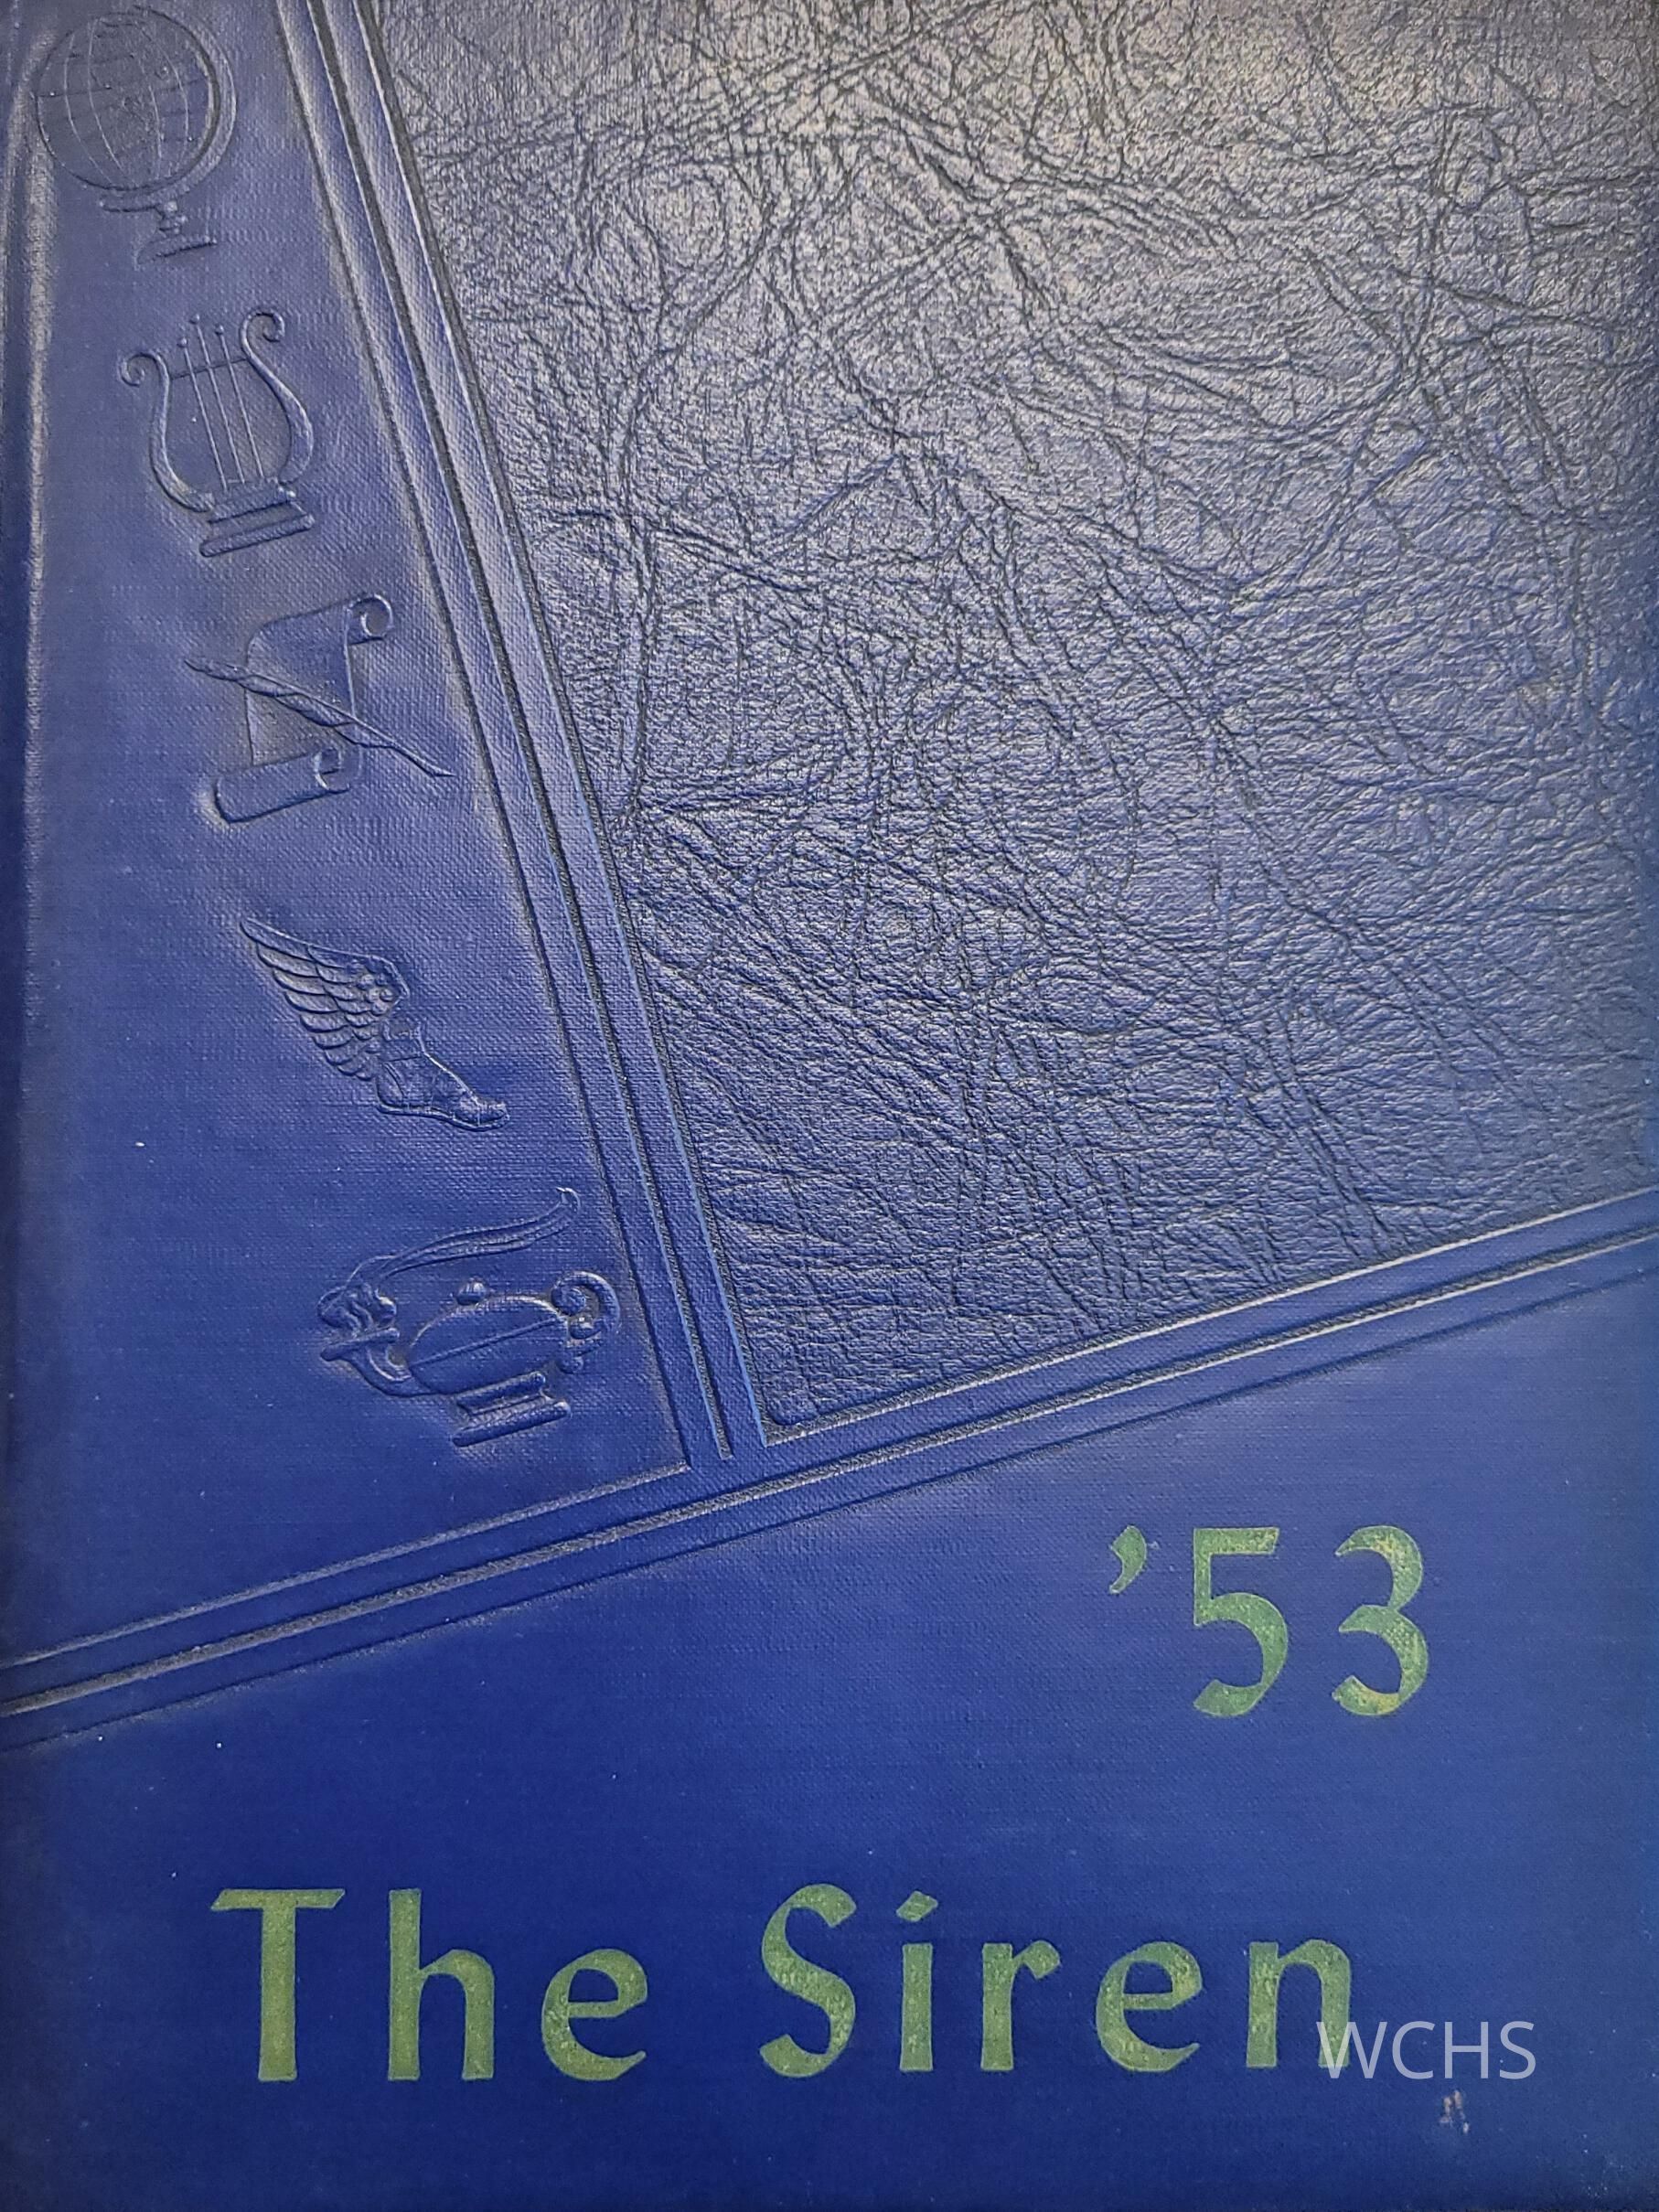 ’53
The Siren
WCHS